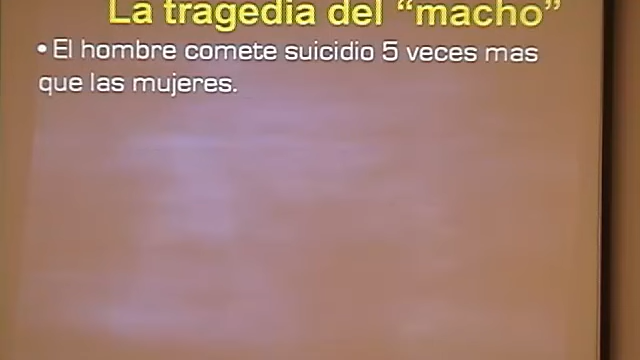 La tragedia del “macho”
• El hombre comete suicidio 5 veces mas
que las mujeres.